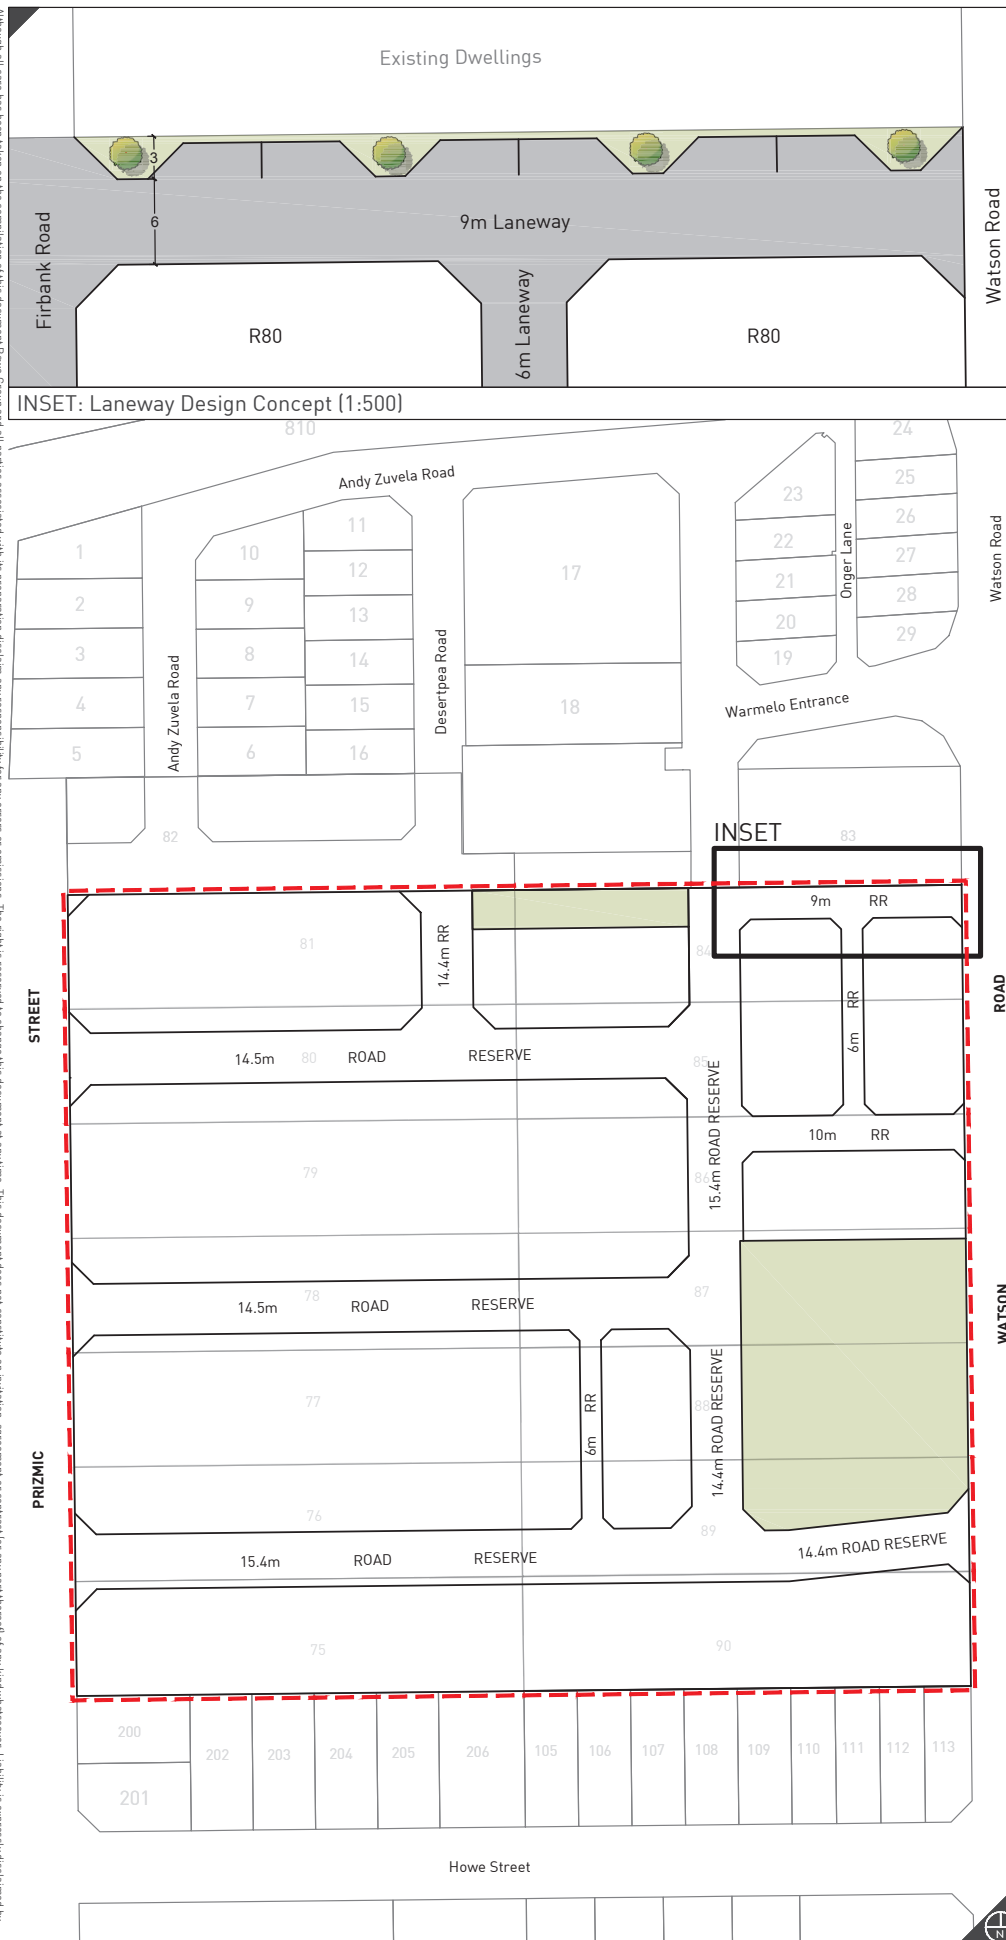 Existing Dwellings
3
6
9m Laneway
Firbank Road
Watson Road
6m Laneway
R80
R80
INSET: Laneway Design Concept (1:500)
810
Andy Zuvela Road
24
25
26
27
28
29
23
22
21
20
19
Onger Lane
Watson Road
1
2
3
4
5
10
9
8
7
6
11
12
13
14
15
16
17
18
Andy Zuvela Road
Desertpea Road
Warmelo Entrance
82
83
INSET
9m RR
81
14.4m RR
84
6m RR
STREET
ROAD
14.5m 80 ROAD RESERVE
85
15.4m ROAD RESERVE
10m RR
79
86
78
87
14.5m ROAD RESERVE
WATSON
77
6m RR
88
14.4m ROAD RESERVE
PRIZMIC
76
89
15.4m ROAD RESERVE
14.4m ROAD RESERVE
75
90
200
201
202
203
204
205
206
105
106
107
108
109
110
111
112
113
Howe Street
N